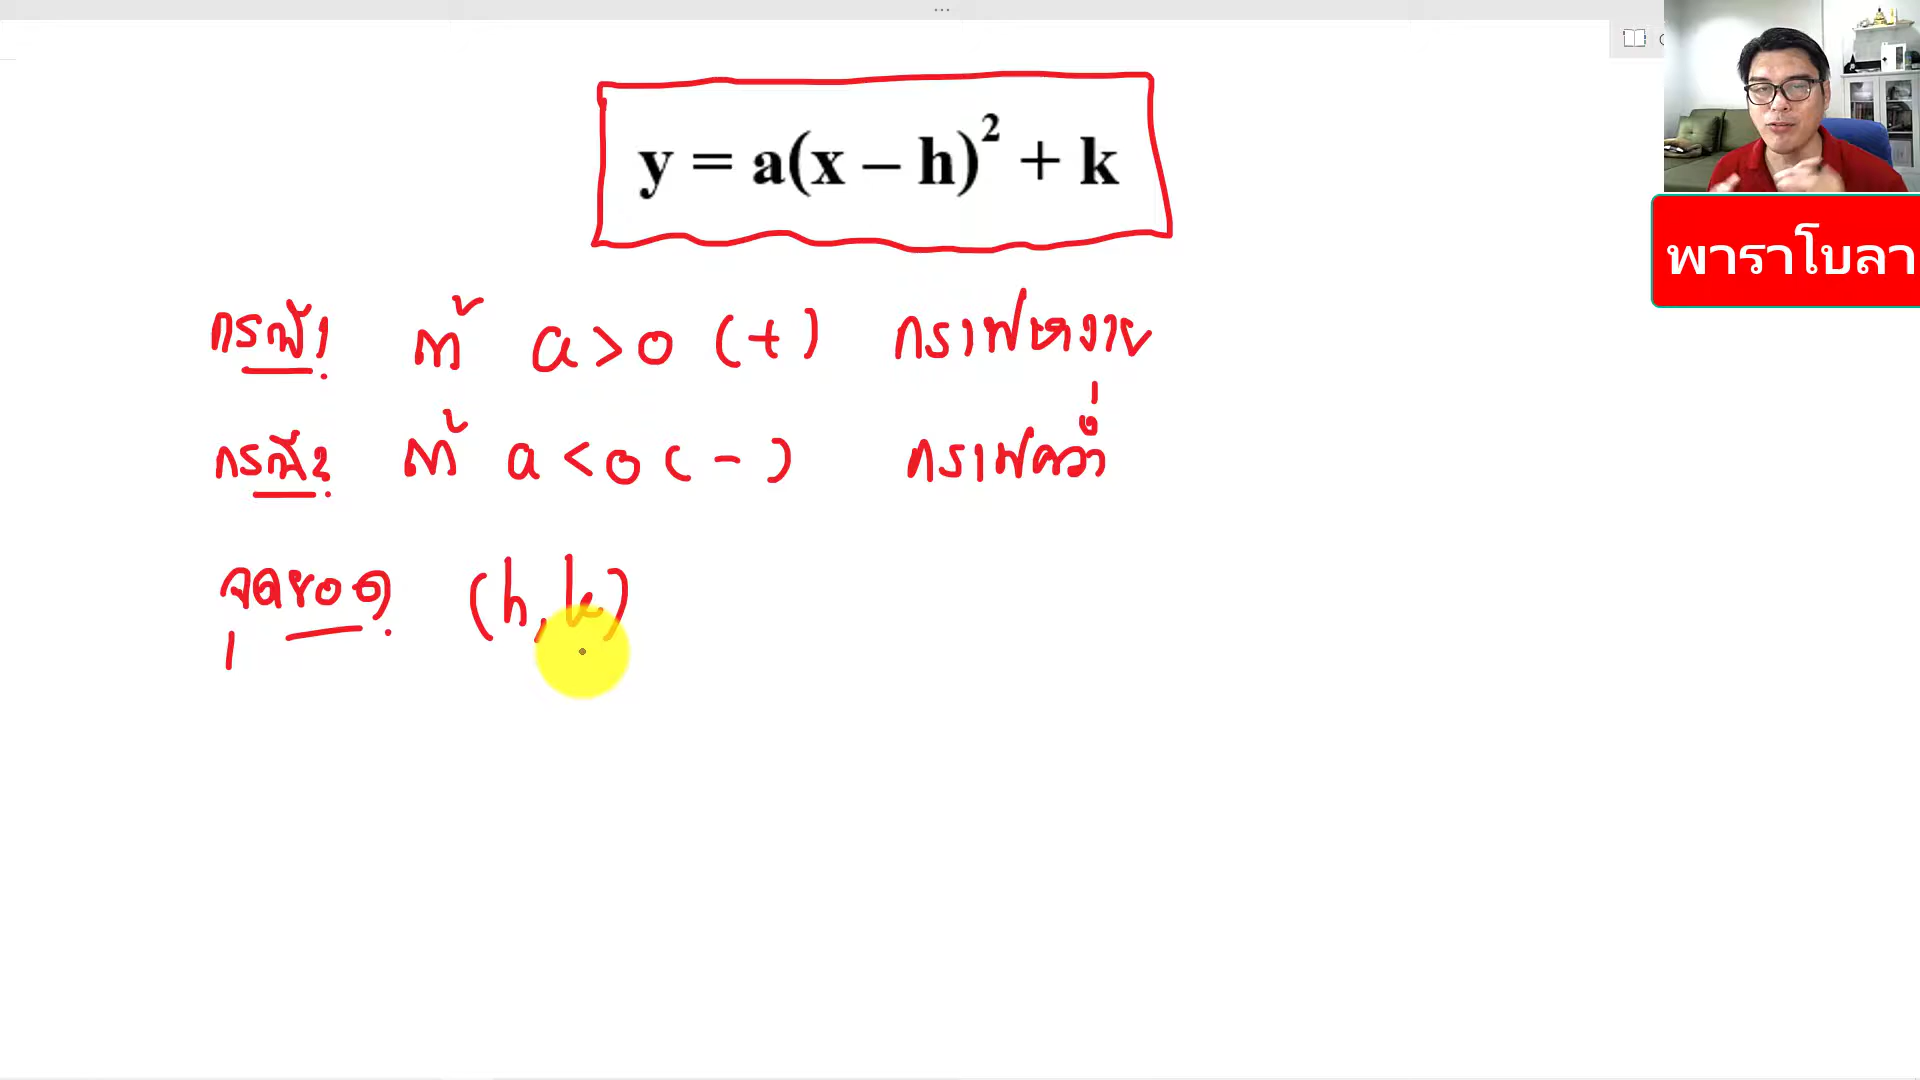 y = a(x – h)² + k
พาราโบลา
กรณี1 ถ้า a > 0 (+) กราฟหงาย
กรณี2 ถ้า a < 0 (-) กราฟคว่ำ
จุดยอด (h, k)